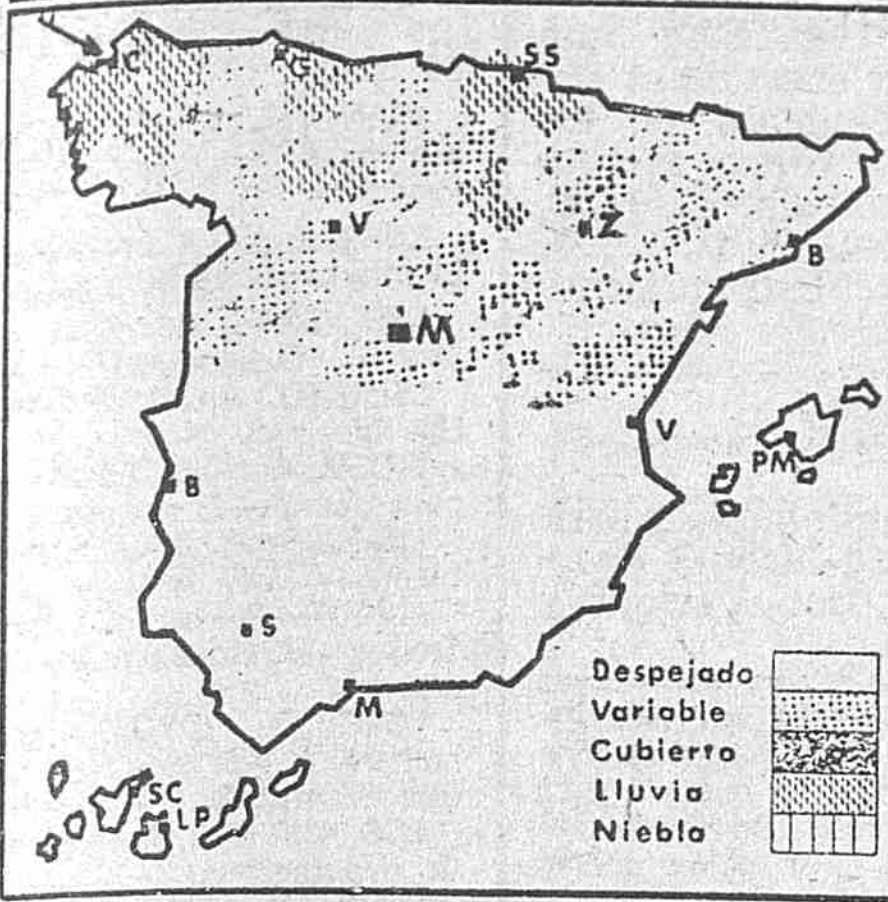 C
G
SS
V
Z
B
M
V
PM
B
S
M
SC
LP
Despejado
Variable
Cubierto
Lluvia
Niebla